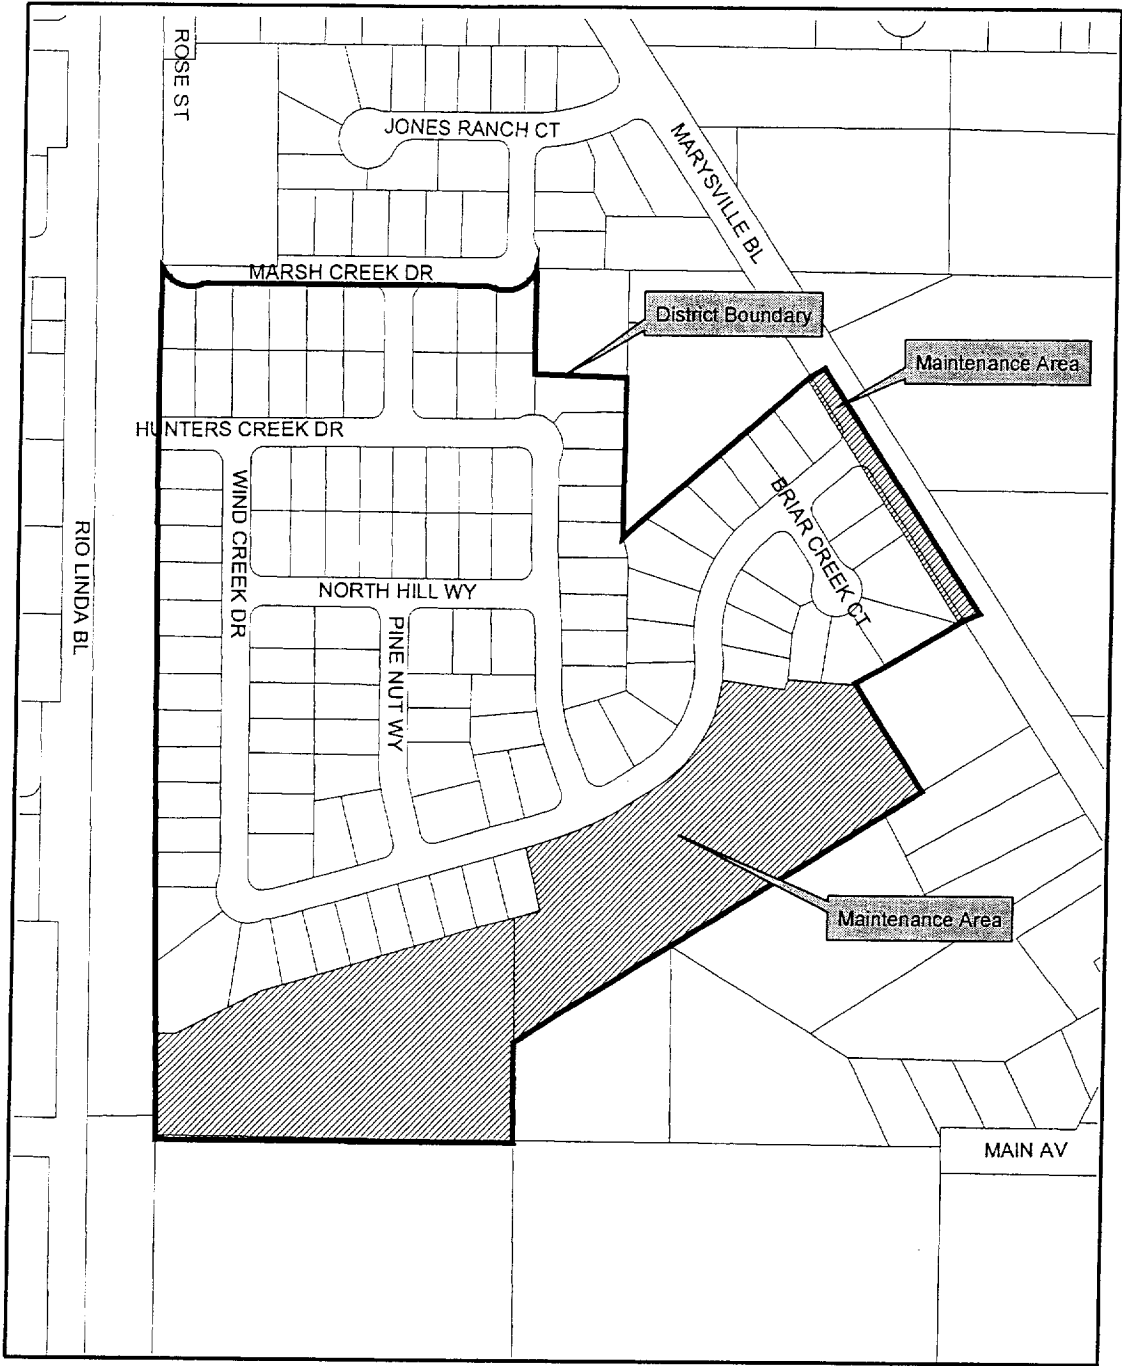 ROSE ST
JONES RANCH CT
MARYSVILLE BL
MARSH CREEK DR
District Boundary
Maintenance Area
HUNTERS CREEK DR
WIND CREEK DR
BRIAR CREEK CT
RIO LINDA BL
NORTH HILL WY
PINE NUT WY
Maintenance Area
MAIN AV